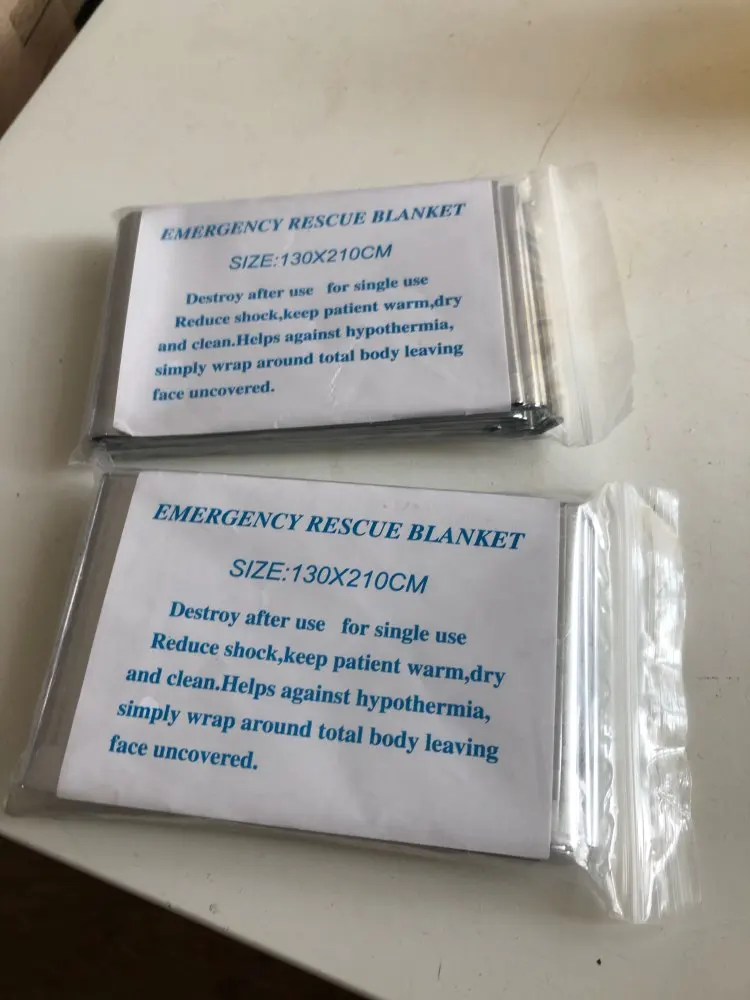 EMERGENCY RESCUE BLANKET
SIZE:130X210CM
Destroy after use for single use
Reduce shock,keep patient warm,dry
and clean.Helps against hypothermia,
simply wrap around total body leaving
face uncovered.
EMERGENCY RESCUE BLANKET
SIZE:130X210CM
Destroy after use for single use
Reduce shock,keep patient warm,dry
and clean.Helps against hypothermia,
simply wrap around total body leaving
face uncovered.